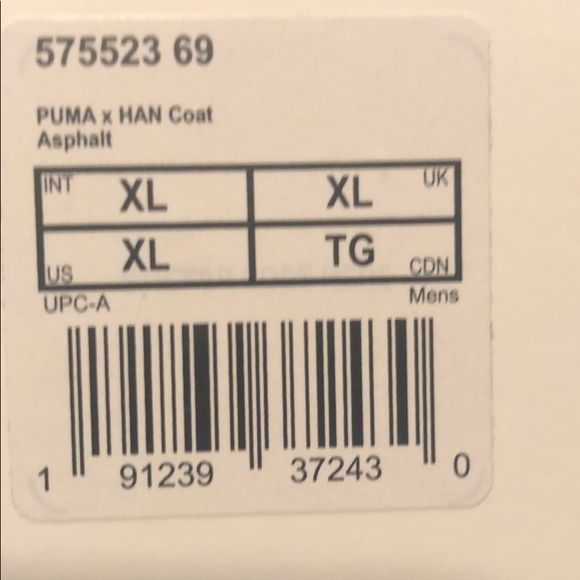 575523 69
PUMA x HAN Coat
Asphalt
INT XL XL UK
US XL TG CDN
UPC-A Mens
1 91239 37243 0